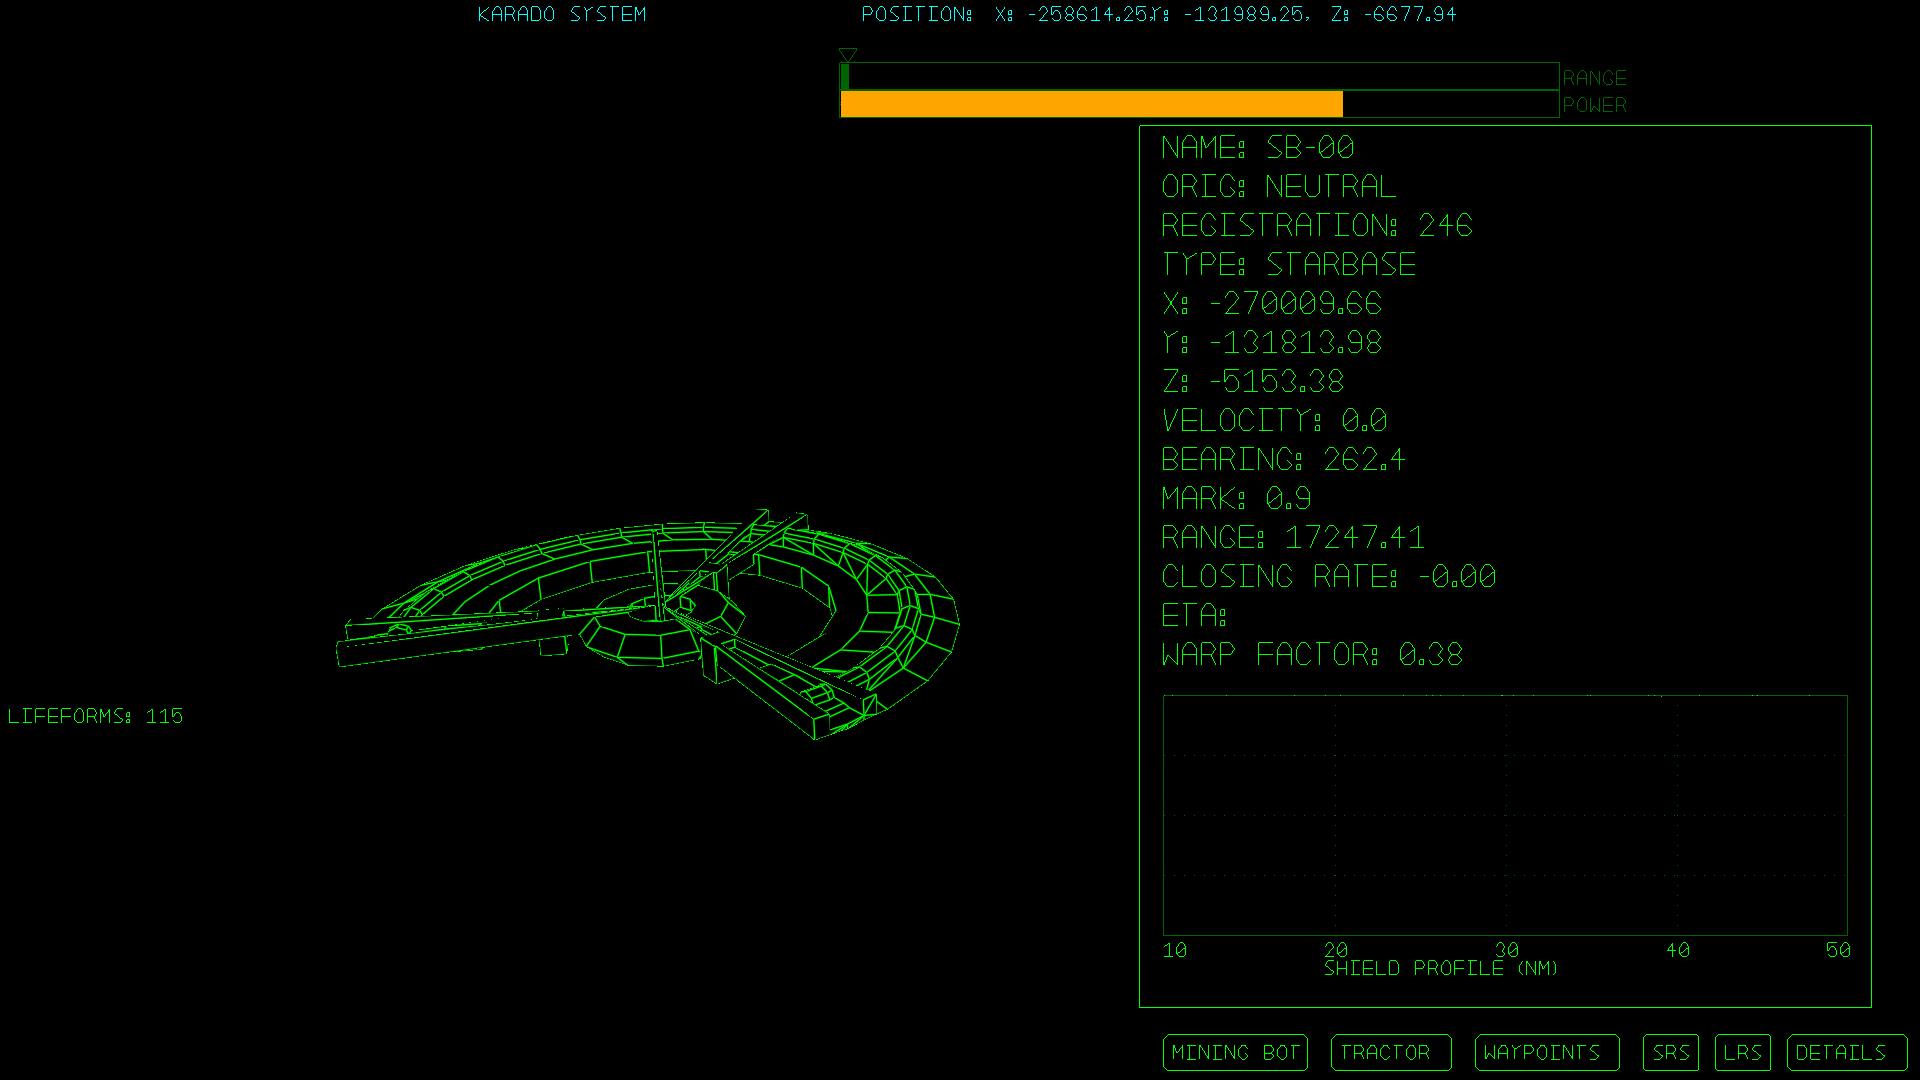 KARADO SYSTEM
POSITION: X: -258614.25, Y: -131989.25, Z: -6677.94
RANGE
POWER
NAME: SB-00
ORIG: NEUTRAL
REGISTRATION: 246
TYPE: STARBASE
X: -270009.66
Y: -131813.98
Z: -5153.38
VELOCITY: 0.0
BEARING: 262.4
MARK: 0.9
RANGE: 17247.41
CLOSING RATE: -0.00
ETA:
WARP FACTOR: 0.38
LIFEFORMS: 115
10 20 30 40 50
SHIELD PROFILE (NM)
MINING BOT TRACTOR WAYPOINTS SRS LRS DETAILS